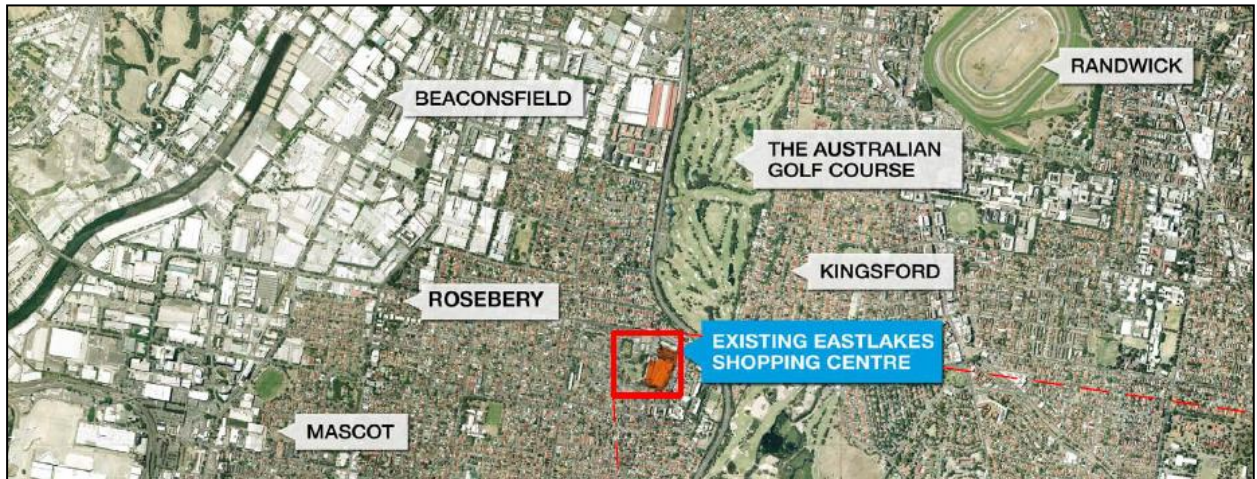 RANDWICK
BEACONSFIELD
THE AUSTRALIAN
GOLF COURSE
KINGSFORD
ROSEBERY
EXISTING EASTLAKES
SHOPPING CENTRE
MASCOT